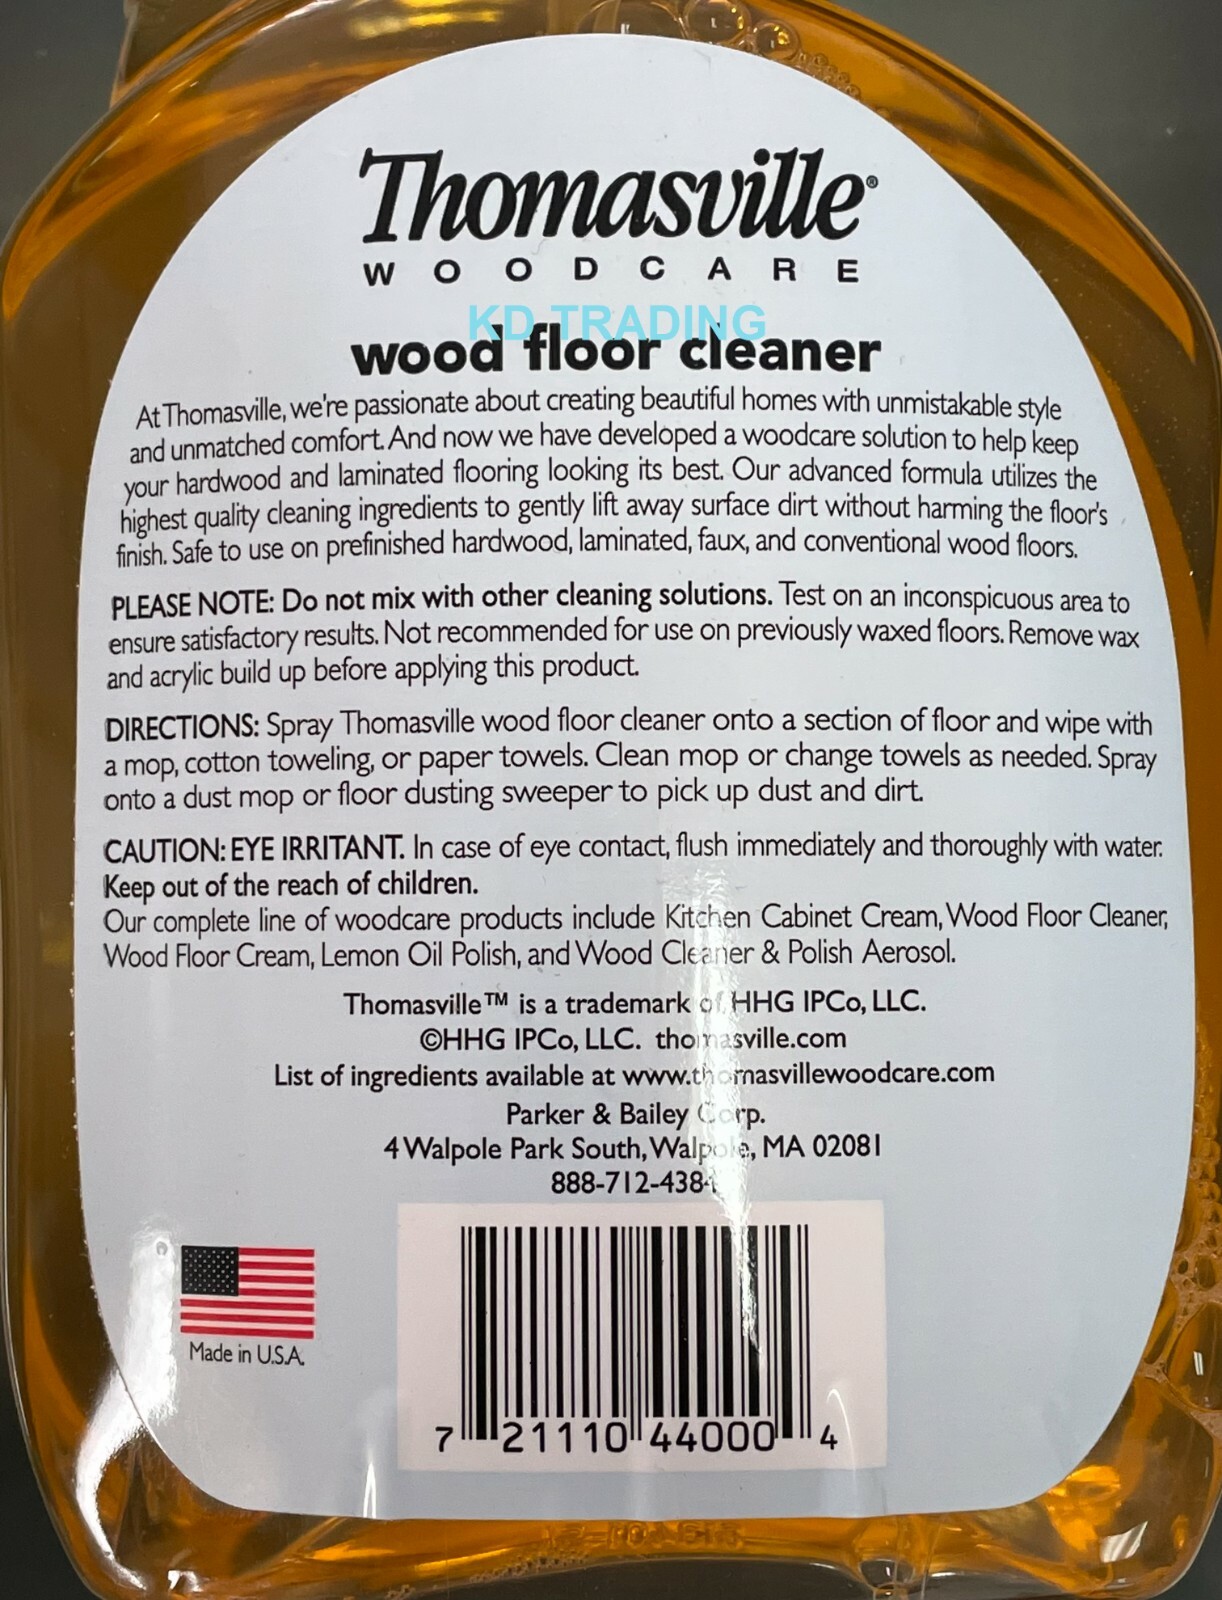 Thomasville®
WOODCARE
KD TRADING
wood floor cleaner
At Thomasville, we're passionate about creating beautiful homes with unmistakable style
and unmatched comfort. And now we have developed a woodcare solution to help keep
your hardwood and laminated flooring looking its best. Our advanced formula utilizes the
highest quality cleaning ingredients to gently lift away surface dirt without harming the floor's
finish. Safe to use on prefinished hardwood, laminated, faux, and conventional wood floors.
PLEASE NOTE: Do not mix with other cleaning solutions. Test on an inconspicuous area to
ensure satisfactory results. Not recommended for use on previously waxed floors. Remove wax
and acrylic build up before applying this product.
DIRECTIONS: Spray Thomasville wood floor cleaner onto a section of floor and wipe with
a mop, cotton toweling, or paper towels. Clean mop or change towels as needed. Spray
onto a dust mop or floor dusting sweeper to pick up dust and dirt.
CAUTION: EYE IRRITANT. In case of eye contact, flush immediately and thoroughly with water.
Keep out of the reach of children.
Our complete line of woodcare products include Kitchen Cabinet Cream, Wood Floor Cleaner,
Wood Floor Cream, Lemon Oil Polish, and Wood Cleaner & Polish Aerosol.
Thomasville™ is a trademark of HHG IPCo, LLC.
©HHG IPCo, LLC. thomasville.com
List of ingredients available at www.thomasvillewoodcare.com
Parker & Bailey Corp.
4 Walpole Park South, Walpole, MA 02081
Made in U.S.A.
7 21110 44000 4